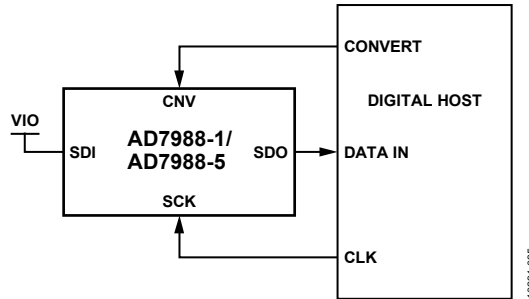 CONVERT
CNV
DIGITAL HOST
VIO
AD7988-1/
AD7988-5
SDI
SDO
DATA IN
SCK
CLK